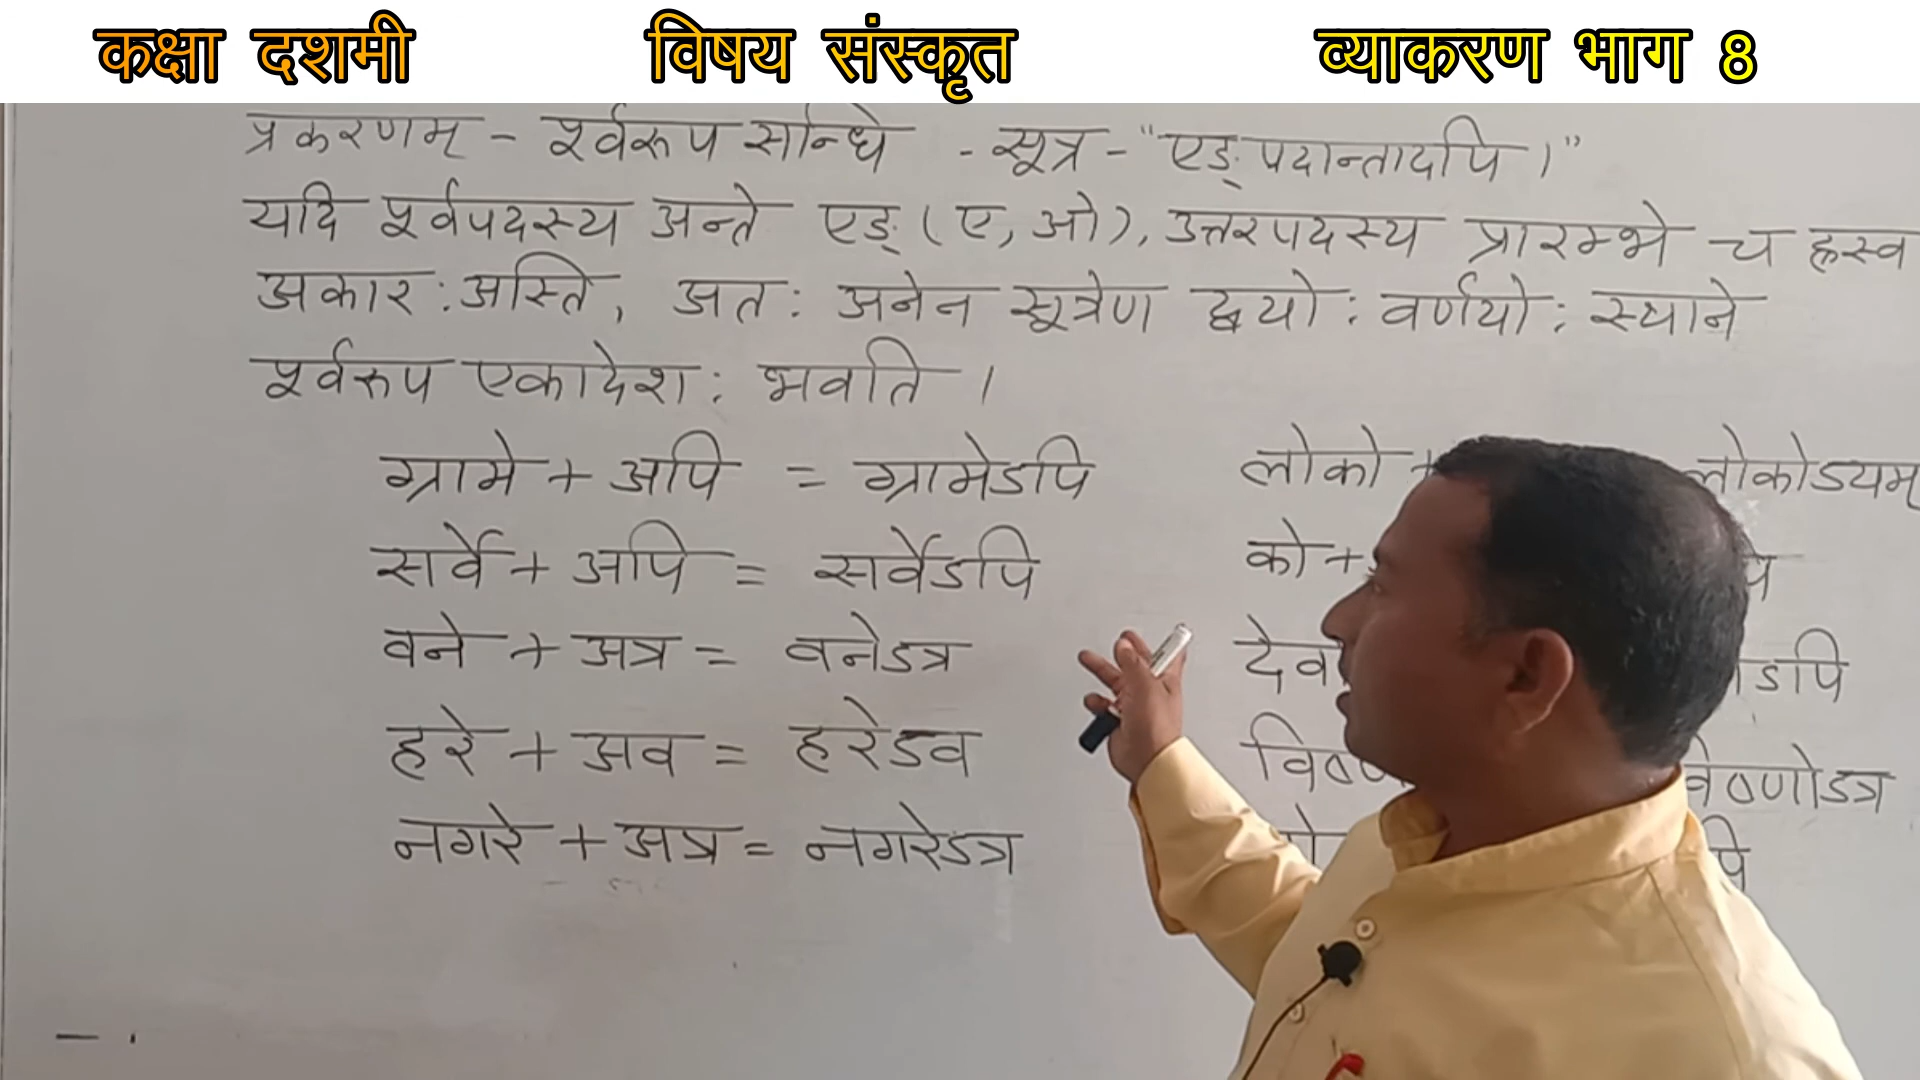 कक्षा दशमी विषय संस्कृत व्याकरण भाग 8
प्रकरणम् - पूर्वरूप सन्धि - सूत्र - "एङ् पदान्तादपि।"
यदि पूर्वपदस्य अन्ते एङ् (ए, ओ), उत्तरपदस्य प्रारम्भे च ह्रस्व
अकार: अस्ति, अत: अनेन सूत्रेण द्वयो: वर्णयो: स्थाने
पूर्वरूप एकादेश: भवति ।
ग्रामे + अपि = ग्रामेऽपि
सर्वे + अपि = सर्वेऽपि
वने + अत्र = वनेऽत्र
हरे + अव = हरेऽव
नगरे + अत्र = नगरेऽत्र
लोको + लोकोऽयम्
को +